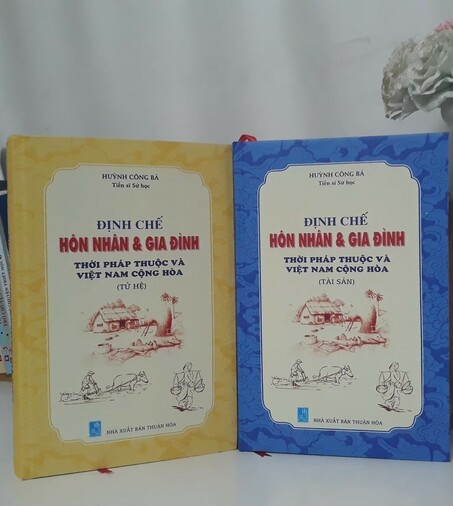 HUỲNH CÔNG BÁ
Tiến sĩ Sử học
ĐỊNH CHẾ
HÔN NHÂN & GIA ĐÌNH
THỜI PHÁP THUỘC VÀ
VIỆT NAM CỘNG HÒA
(TỬ HỆ)
NHÀ XUẤT BẢN THUẬN HÓA
HUỲNH CÔNG BÁ
Tiến sĩ Sử học
ĐỊNH CHẾ
HÔN NHÂN & GIA ĐÌNH
THỜI PHÁP THUỘC VÀ
VIỆT NAM CỘNG HÒA
(TÀI SẢN)
NHÀ XUẤT BẢN THUẬN HÓA